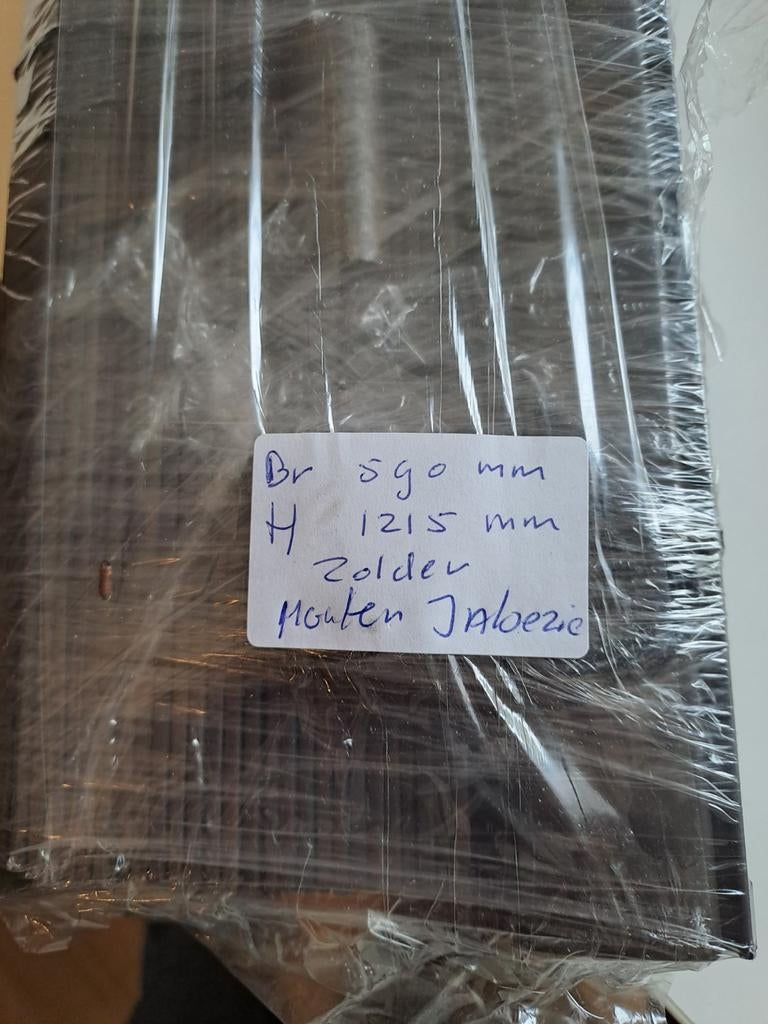 Br 590 mm
H 1215 mm
Zolder
Houten Jaloezie